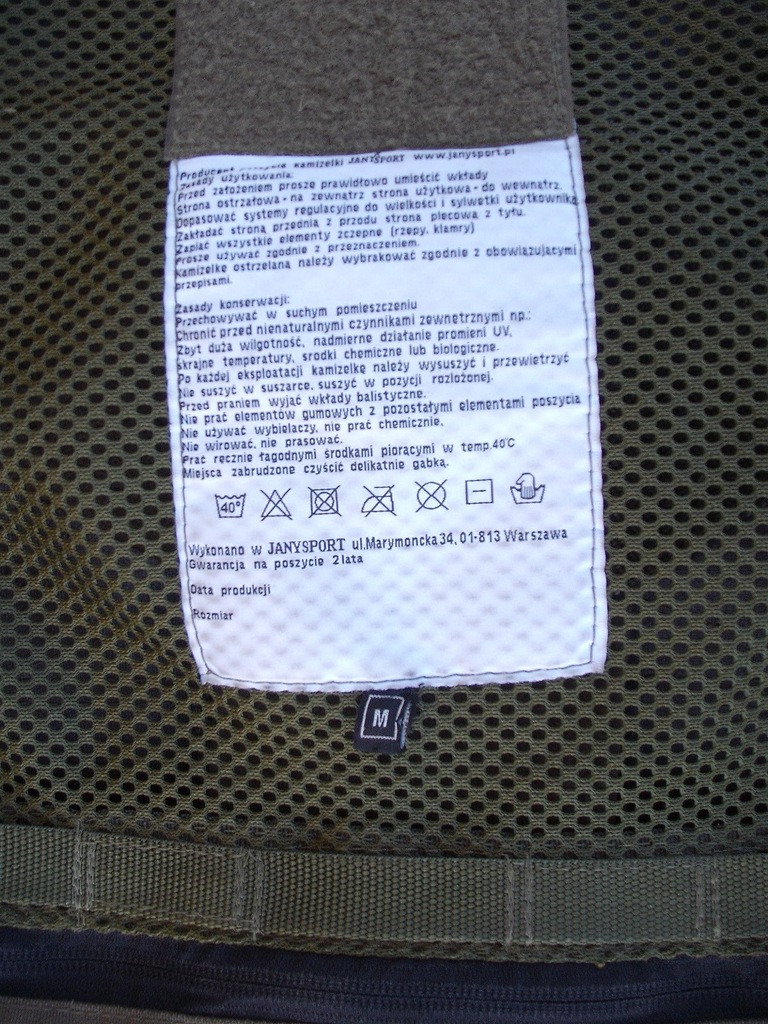 Producent poszycia kamizelki JANYSPORT www.janysport.pl
Zasady użytkowania:
Przed założeniem prosze prawidłowo umieścić wkłady
Strona ostrzałowa - na zewnątrz strona użytkowa - do wewnątrz.
Dopasować systemy regulacyjne do wielkości i sylwetki użytkownika
Zakładać stroną przednią z przodu strona plecowa z tyłu.
Zapiąć wszystkie elementy zczepne (rzepy, klamry)
Prosze używać zgodnie z przeznaczeniem.
Kamizelkę ostrzelaną należy wybrakować zgodnie z obowiązującymi
przepisami.
Zasady konserwacji:
Przechowywać w suchym pomieszczeniu
Chronić przed nienaturalnymi czynnikami zewnetrznymi np.:
Zbyt duża wilgotność, nadmierne działanie promieni UV,
skrajne temperatury, srodki chemiczne lub biologiczne.
Po każdej eksploatacji kamizelkę należy wysuszyć i przewietrzyć
Nie suszyć w suszarce, suszyć w pozycji rozłożonej.
Przed praniem wyjąć wkłady balistyczne.
Nie prać elementów gumowych z pozostałymi elementami poszycia
Nie używać wybielaczy, nie prać chemicznie,
Nie wirować, nie prasować.
Prać ręcznie łagodnymi środkami piorącymi w temp.40°C
Miejsca zabrudzone czyścić delikatnie gąbką.
40°
Wykonano w JANYSPORT ul.Marymoncka 34, 01-813 Warszawa
Gwarancja na poszycie 2 lata
Data produkcji
Rozmiar
M